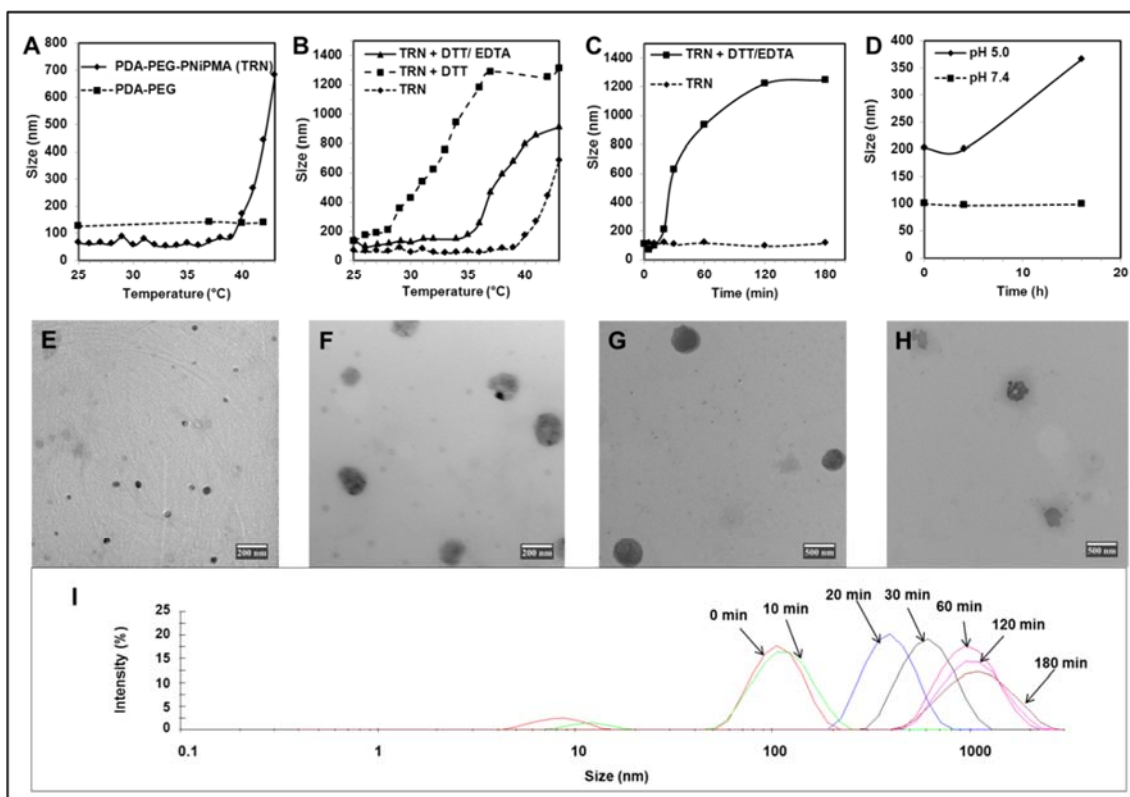 A
800
700
600
500
400
300
200
100
0
25 30 35 40
Size (nm)
Temperature (°C)
PDA-PEG-PNiPMA (TRN)
PDA-PEG
B
1400
1200
1000
800
600
400
200
0
25 30 35 40
Size (nm)
Temperature (°C)
TRN + DTT/ EDTA
TRN + DTT
TRN
C
1400
1200
1000
800
600
400
200
0
0 60 120 180
Size (nm)
Time (min)
TRN + DTT/EDTA
TRN
D
400
350
300
250
200
150
100
50
0
0 10 20
Size (nm)
Time (h)
pH 5.0
pH 7.4
E
200 nm
F
200 nm
G
500 nm
H
500 nm
I
25
20
15
10
5
0
Intensity (%)
0 min
10 min
20 min
30 min
60 min
120 min
180 min
0.1 1 10 100 1000
Size (nm)